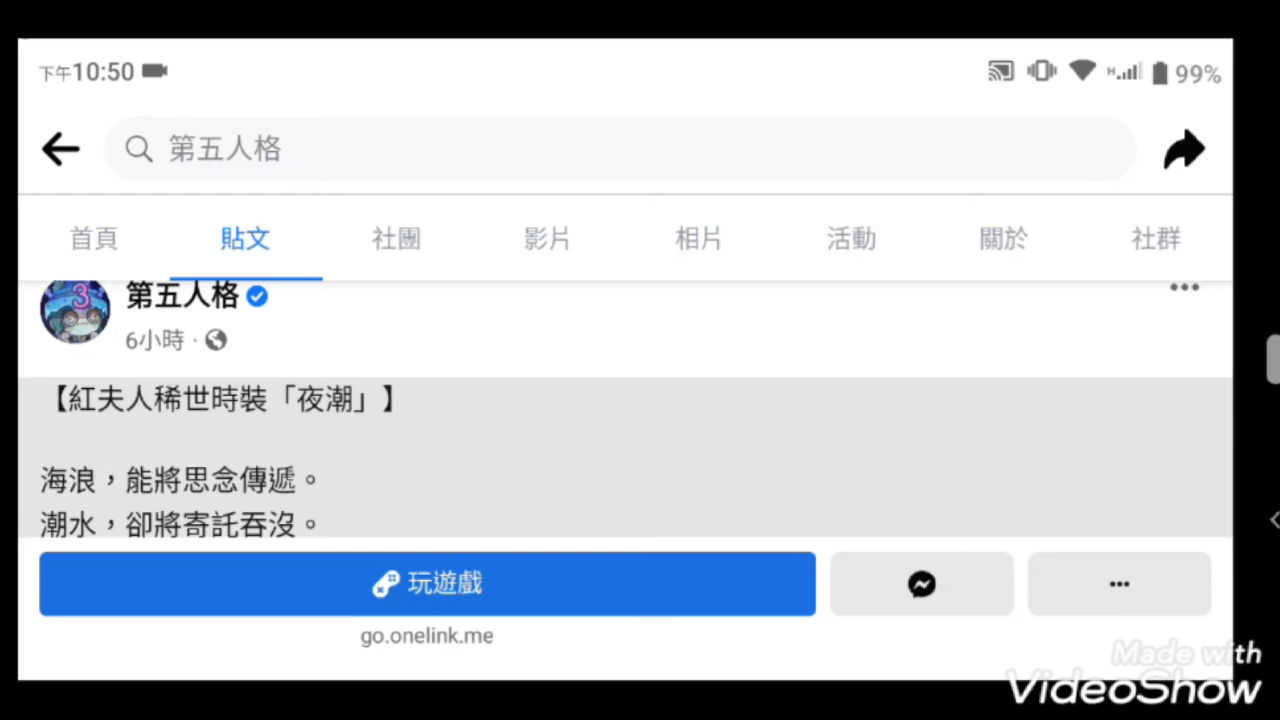 下午10:50
H
99%
第五人格
首頁 貼文 社團 影片 相片 活動 關於 社群
3
第五人格
6小時 ·
【紅夫人稀世時裝「夜潮」】
海浪，能將思念傳遞。
潮水，卻將寄託吞沒。
玩遊戲
go.onelink.me
Made with
VideoShow